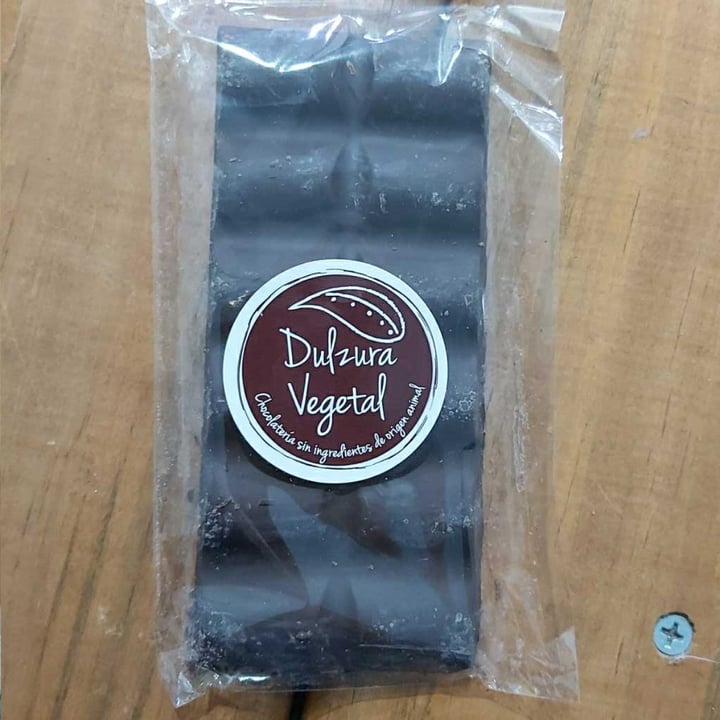 Dulzura
Vegetal
Chocolatería sin ingredientes de origen animal